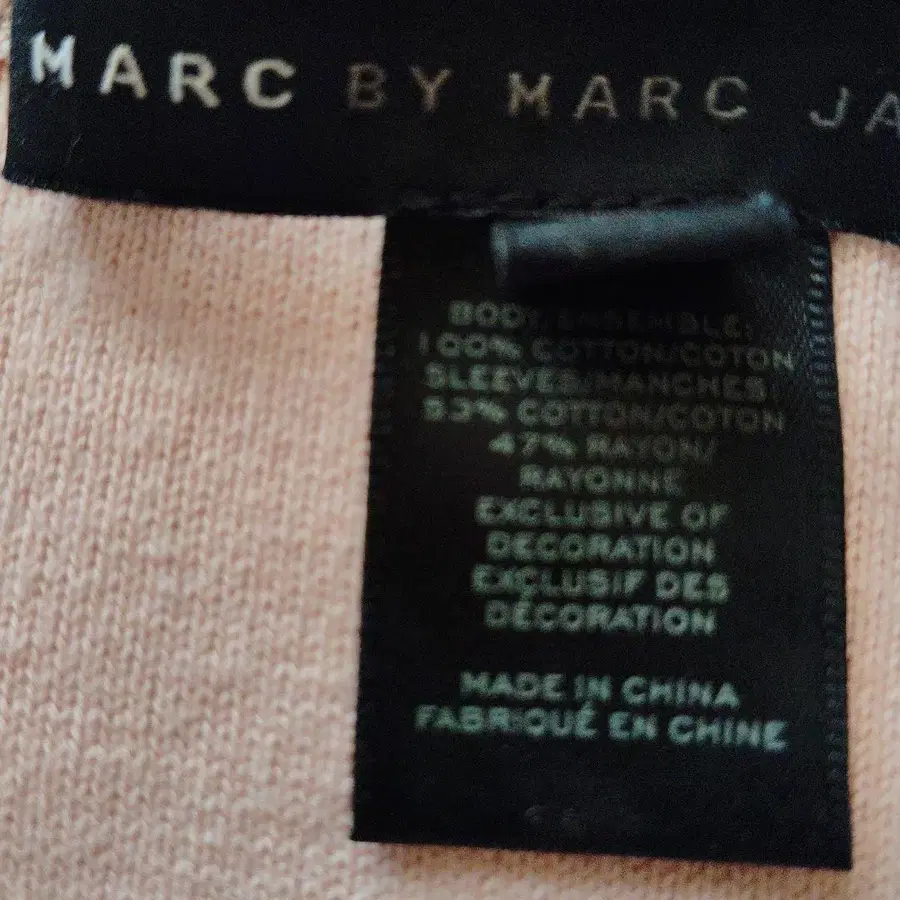 MARC BY MARC JA
BODY/ENSEMBLE:
100% COTTON/COTON
SLEEVES/MANCHES:
53% COTTON/COTON
47% RAYON/
RAYONNE
EXCLUSIVE OF
DECORATION
EXCLUSIF DES
DÉCORATION
MADE IN CHINA
FABRIQUÉ EN CHINE